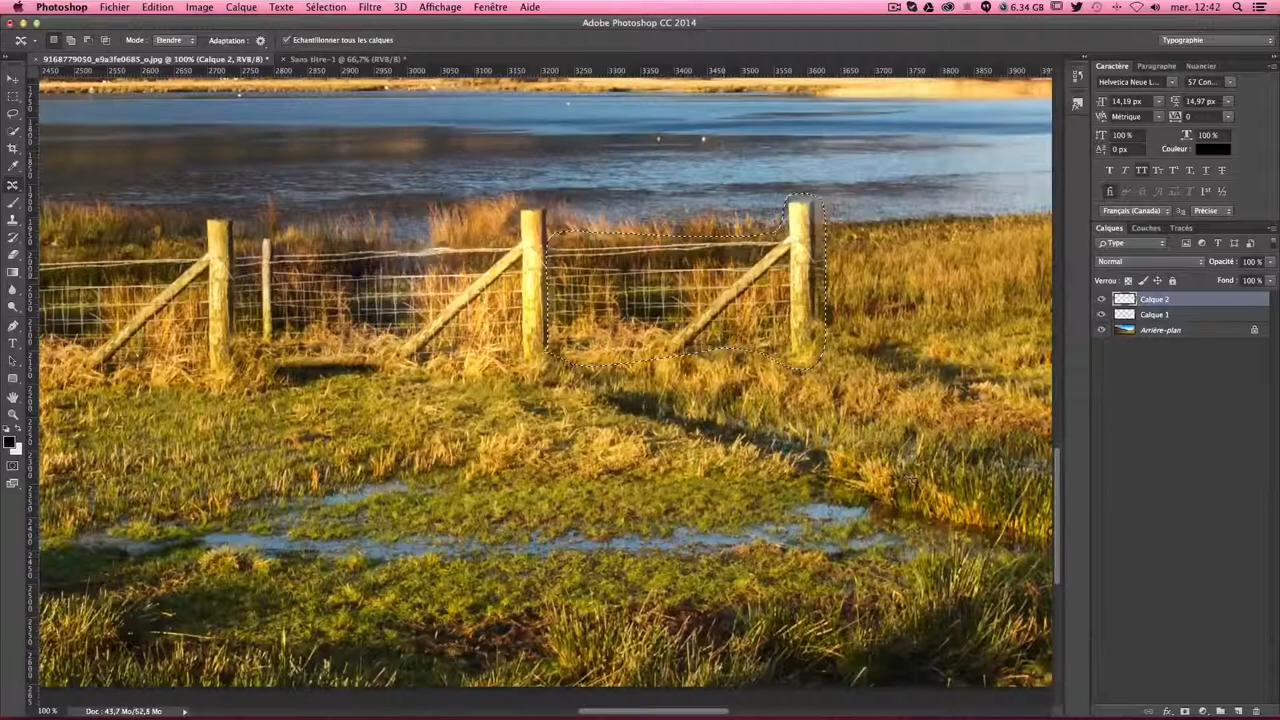 Photoshop Fichier Edition Image Calque Texte Sélection Filtre 3D Affichage Fenêtre Aide 6.34 GB mer. 12:42
Adobe Photoshop CC 2014
Mode : Etendre Adaptation : Echantillonner tous les calques Typographie
9168779050_e9a3fe0685_o.jpg @ 100% (Calque 2, RVB/8) * Sans titre-1 @ 66,7% (RVB/8) *
2450 2500 2550 2600 2650 2700 2750 2800 2850 2900 2950 3000 3050 3100 3150 3200 3250 3300 3350 3400 3450 3500 3550 3600 3650 3700 3750 3800 3850 3900
Caractère Paragraphe Nuancier
Helvetica Neue L... 57 Con...
14,19 px 14,97 px
Métrique 0
100 % 100 %
0 px Couleur :
Français (Canada) Précise
Calques Couches Tracés
Type
Normal Opacité : 100 %
Verrou : Fond : 100 %
Calque 2
Calque 1
Arrière-plan
100 % Doc : 43,7 Mo/52,8 Mo